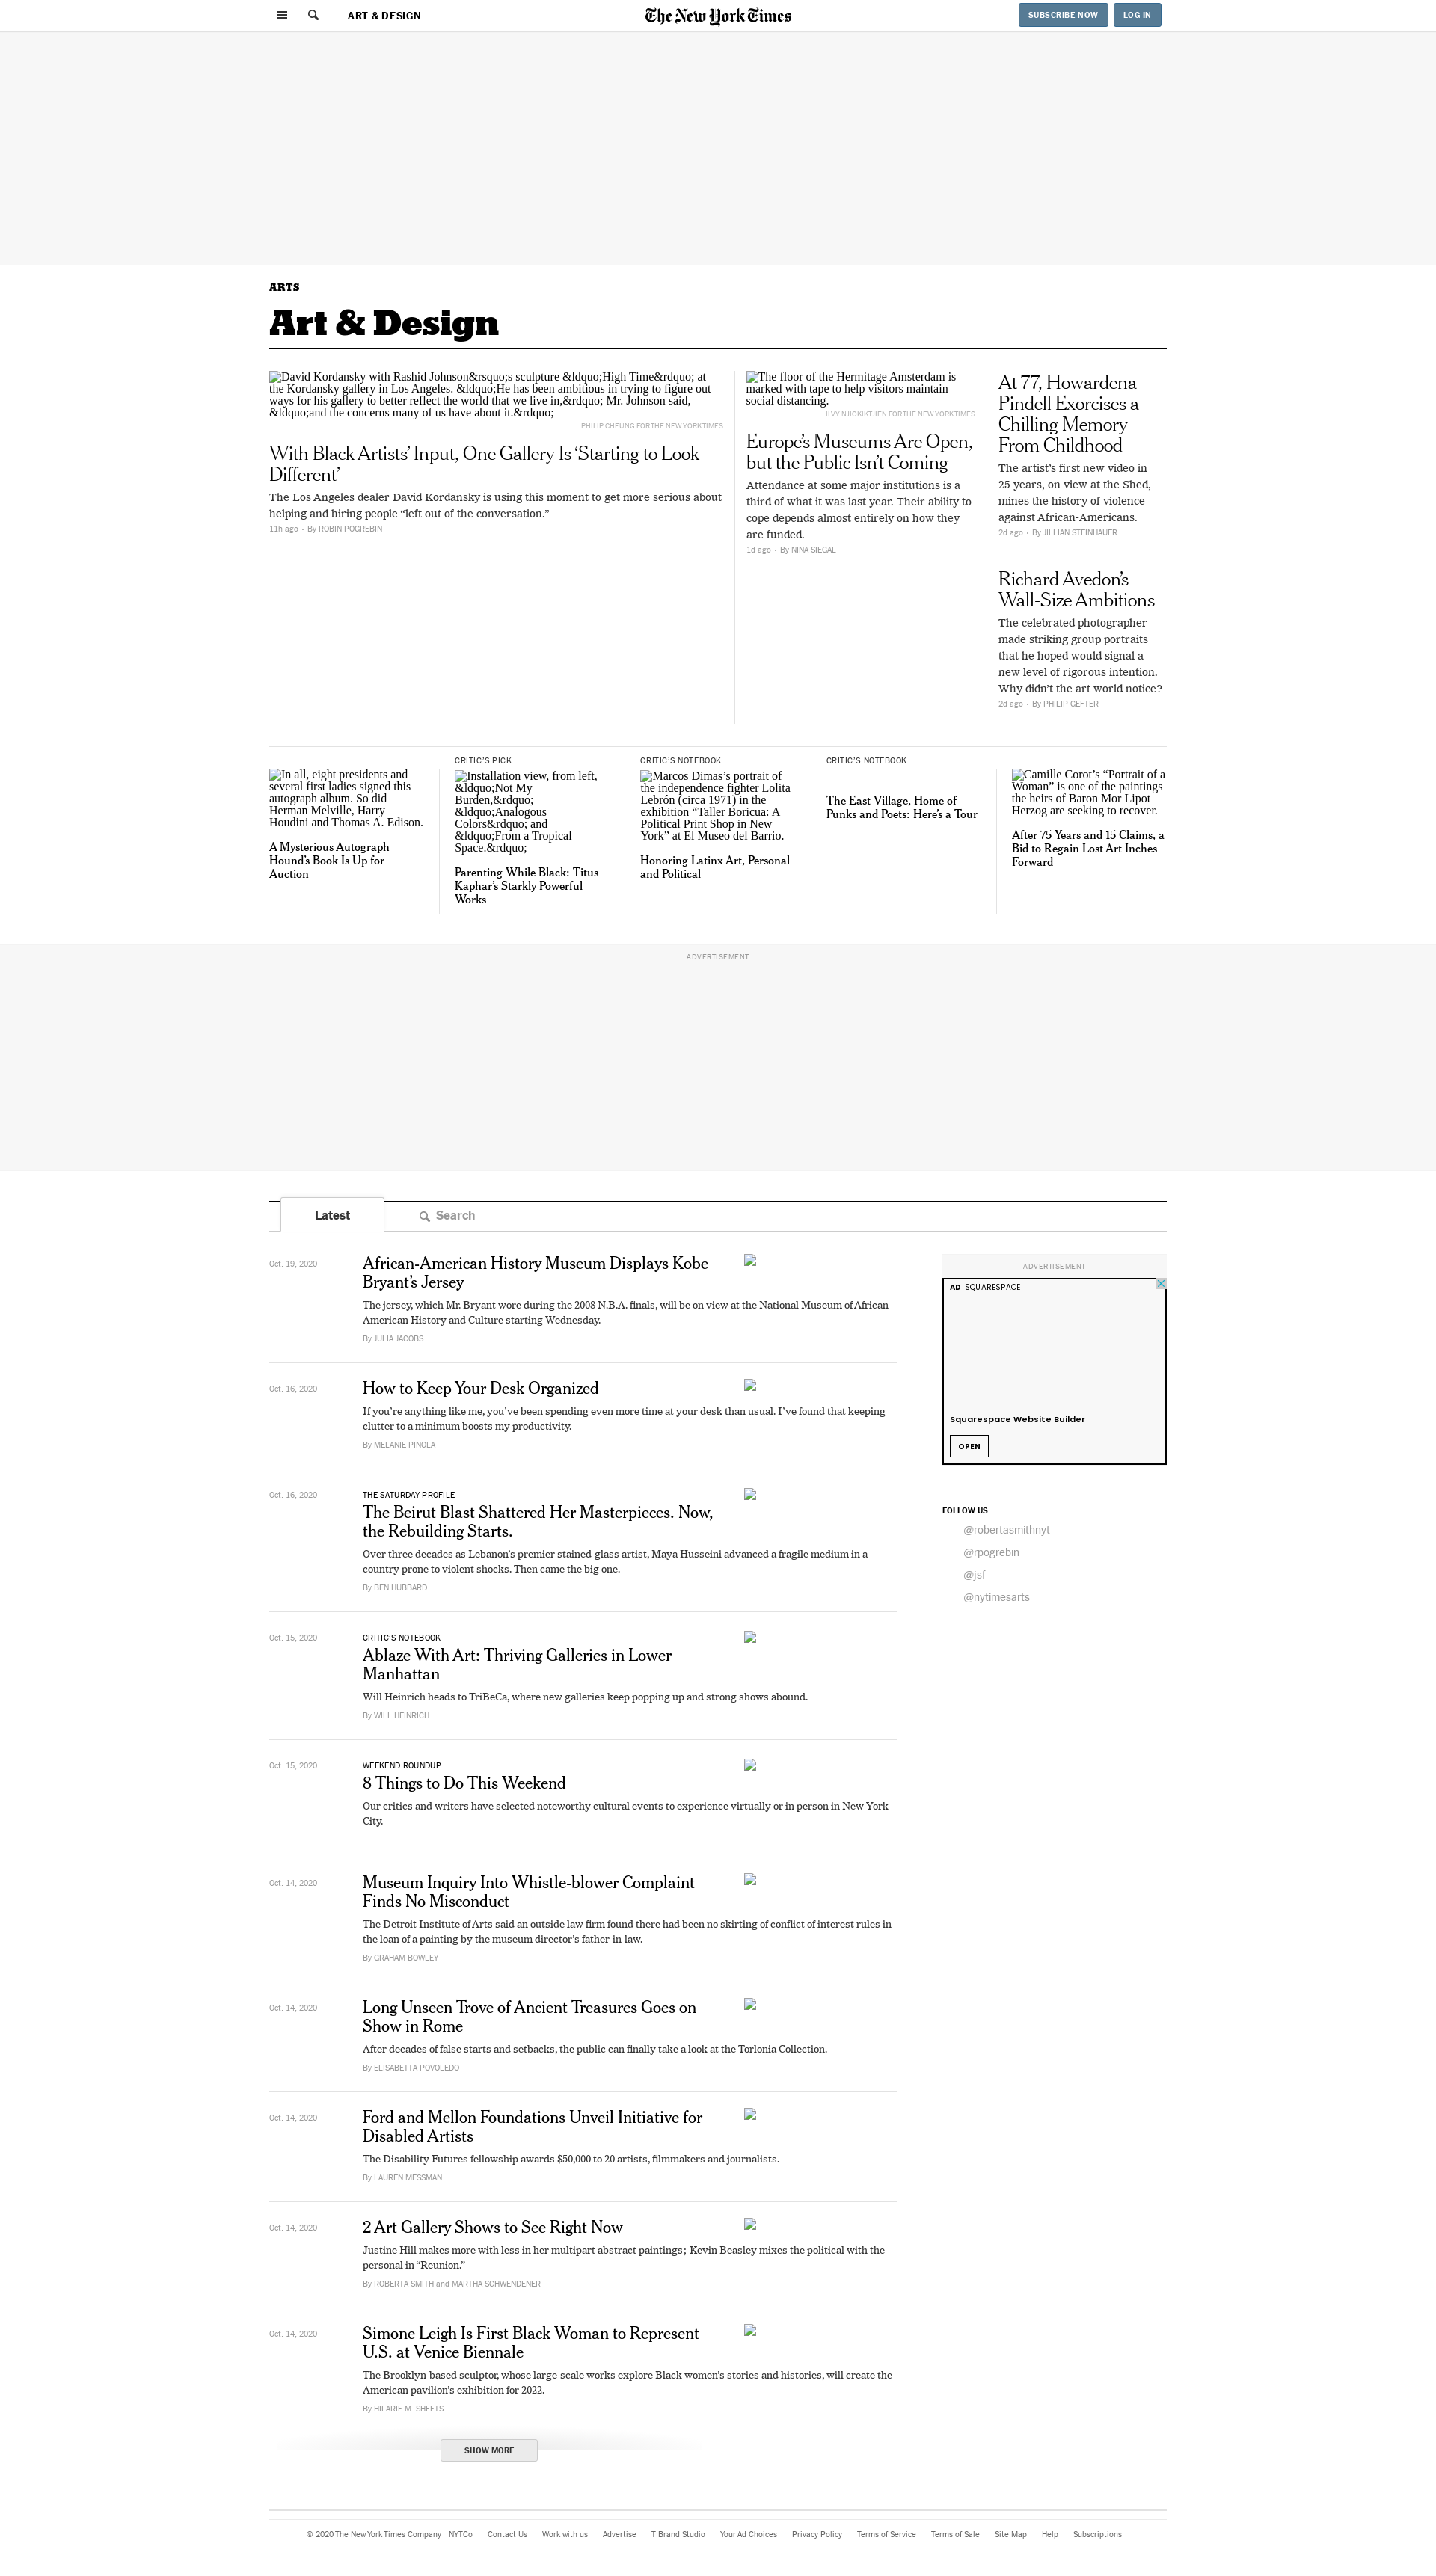 ART & DESIGN
The New York Times
SUBSCRIBE NOW
LOG IN
ARTS
Art & Design
David Kordansky with Rashid Johnson&rsquo;s sculpture &ldquo;High Time&rdquo; at
the Kordansky gallery in Los Angeles. &ldquo;He has been ambitious in trying to figure out
ways for his gallery to better reflect the world that we live in,&rdquo; Mr. Johnson said,
&ldquo;and the concerns many of us have about it.&rdquo;
PHILIP CHEUNG FOR THE NEW YORK TIMES
With Black Artists’ Input, One Gallery Is ‘Starting to Look
Different’
The Los Angeles dealer David Kordansky is using this moment to get more serious about
helping and hiring people “left out of the conversation.”
11h ago • By ROBIN POGREBIN
The floor of the Hermitage Amsterdam is
marked with tape to help visitors maintain
social distancing.
ILVY NJIOKIKTJIEN FOR THE NEW YORK TIMES
Europe’s Museums Are Open,
but the Public Isn’t Coming
Attendance at some major institutions is a
third of what it was last year. Their ability to
cope depends almost entirely on how they
are funded.
1d ago • By NINA SIEGAL
At 77, Howardena
Pindell Exorcises a
Chilling Memory
From Childhood
The artist’s first new video in
25 years, on view at the Shed,
mines the history of violence
against African-Americans.
2d ago • By JILLIAN STEINHAUER
Richard Avedon’s
Wall-Size Ambitions
The celebrated photographer
made striking group portraits
that he hoped would signal a
new level of rigorous intention.
Why didn’t the art world notice?
2d ago • By PHILIP GEFTER
In all, eight presidents and
several first ladies signed this
autograph album. So did
Herman Melville, Harry
Houdini and Thomas A. Edison.
A Mysterious Autograph
Hound’s Book Is Up for
Auction
CRITIC’S PICK
Installation view, from left,
&ldquo;Not My
Burden,&rdquo;
&ldquo;Analogous
Colors&rdquo; and
&ldquo;From a Tropical
Space.&rdquo;
Parenting While Black: Titus
Kaphar’s Starkly Powerful
Works
CRITIC’S NOTEBOOK
Marcos Dimas’s portrait of
the independence fighter Lolita
Lebrón (circa 1971) in the
exhibition “Taller Boricua: A
Political Print Shop in New
York” at El Museo del Barrio.
Honoring Latinx Art, Personal
and Political
CRITIC’S NOTEBOOK
The East Village, Home of
Punks and Poets: Here’s a Tour
Camille Corot’s “Portrait of a
Woman” is one of the paintings
the heirs of Baron Mor Lipot
Herzog are seeking to recover.
After 75 Years and 15 Claims, a
Bid to Regain Lost Art Inches
Forward
ADVERTISEMENT
Latest
Search
Oct. 19, 2020
African-American History Museum Displays Kobe
Bryant’s Jersey
The jersey, which Mr. Bryant wore during the 2008 N.B.A. finals, will be on view at the National Museum of African
American History and Culture starting Wednesday.
By JULIA JACOBS
Oct. 16, 2020
How to Keep Your Desk Organized
If you’re anything like me, you’ve been spending even more time at your desk than usual. I’ve found that keeping
clutter to a minimum boosts my productivity.
By MELANIE PINOLA
Oct. 16, 2020
THE SATURDAY PROFILE
The Beirut Blast Shattered Her Masterpieces. Now,
the Rebuilding Starts.
Over three decades as Lebanon’s premier stained-glass artist, Maya Husseini advanced a fragile medium in a
country prone to violent shocks. Then came the big one.
By BEN HUBBARD
Oct. 15, 2020
CRITIC’S NOTEBOOK
Ablaze With Art: Thriving Galleries in Lower
Manhattan
Will Heinrich heads to TriBeCa, where new galleries keep popping up and strong shows abound.
By WILL HEINRICH
Oct. 15, 2020
WEEKEND ROUNDUP
8 Things to Do This Weekend
Our critics and writers have selected noteworthy cultural events to experience virtually or in person in New York
City.
Oct. 14, 2020
Museum Inquiry Into Whistle-blower Complaint
Finds No Misconduct
The Detroit Institute of Arts said an outside law firm found there had been no skirting of conflict of interest rules in
the loan of a painting by the museum director’s father-in-law.
By GRAHAM BOWLEY
Oct. 14, 2020
Long Unseen Trove of Ancient Treasures Goes on
Show in Rome
After decades of false starts and setbacks, the public can finally take a look at the Torlonia Collection.
By ELISABETTA POVOLEDO
Oct. 14, 2020
Ford and Mellon Foundations Unveil Initiative for
Disabled Artists
The Disability Futures fellowship awards $50,000 to 20 artists, filmmakers and journalists.
By LAUREN MESSMAN
Oct. 14, 2020
2 Art Gallery Shows to See Right Now
Justine Hill makes more with less in her multipart abstract paintings; Kevin Beasley mixes the political with the
personal in “Reunion.”
By ROBERTA SMITH and MARTHA SCHWENDENER
Oct. 14, 2020
Simone Leigh Is First Black Woman to Represent
U.S. at Venice Biennale
The Brooklyn-based sculptor, whose large-scale works explore Black women’s stories and histories, will create the
American pavilion’s exhibition for 2022.
By HILARIE M. SHEETS
SHOW MORE
ADVERTISEMENT
AD SQUARESPACE
Squarespace Website Builder
OPEN
FOLLOW US
@robertasmithnyt
@rpogrebin
@jsf
@nytimesarts
© 2020 The New York Times Company NYTCo Contact Us Work with us Advertise T Brand Studio Your Ad Choices Privacy Policy Terms of Service Terms of Sale Site Map Help Subscriptions